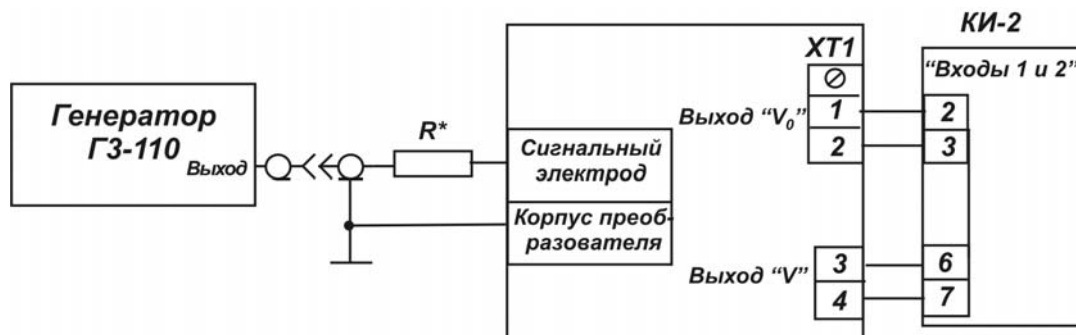 КИ-2
XT1
“Входы 1 и 2”
Генератор
Г3-110
Выход
R*
Сигнальный
электрод
Корпус преоб-
разователя
Выход “V₀”
1
2
2
3
Выход “V”
3
4
6
7